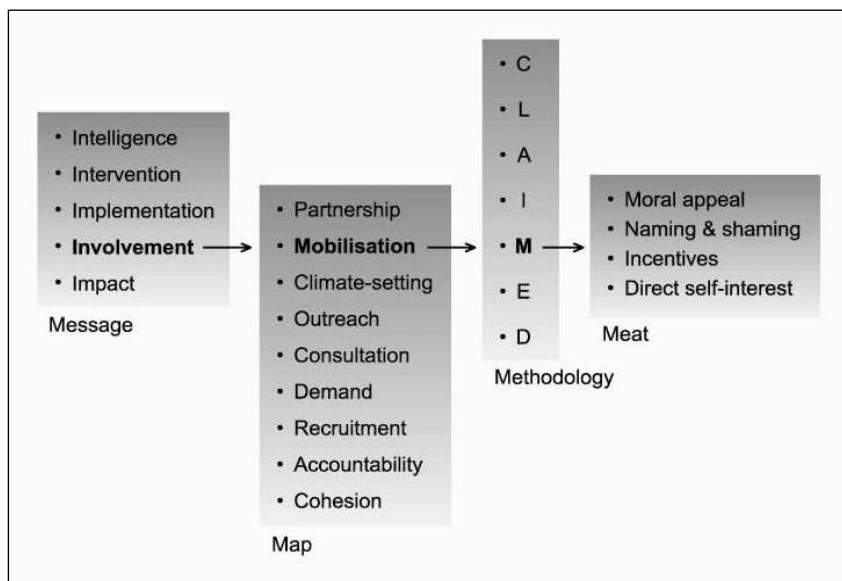 • Intelligence
• Intervention
• Implementation
• Involvement
• Impact
Message
• Partnership
• Mobilisation
• Climate-setting
• Outreach
• Consultation
• Demand
• Recruitment
• Accountability
• Cohesion
Map
• C
• L
• A
• I
• M
• E
• D
Methodology
• Moral appeal
• Naming & shaming
• Incentives
• Direct self-interest
Meat